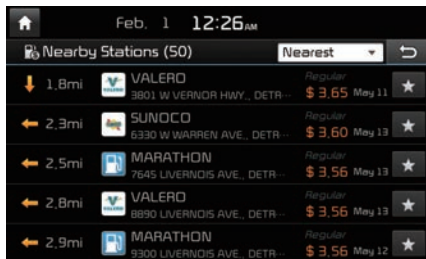 Feb. 1 12:26AM
Nearby Stations (50) Nearest
1.8mi VALERO Regular
3801 W VERNOR HWY., DETR··· $ 3.65 May 11
2.3mi SUNOCO Regular
6330 W WARREN AVE., DETR··· $ 3.60 May 13
2.5mi MARATHON Regular
7645 LIVERNOIS AVE., DETR··· $ 3.56 May 13
2.8mi VALERO Regular
8890 LIVERNOIS AVE., DETR··· $ 3.56 May 13
2.9mi MARATHON Regular
9300 LIVERNOIS AVE., DETR··· $ 3.56 May 12